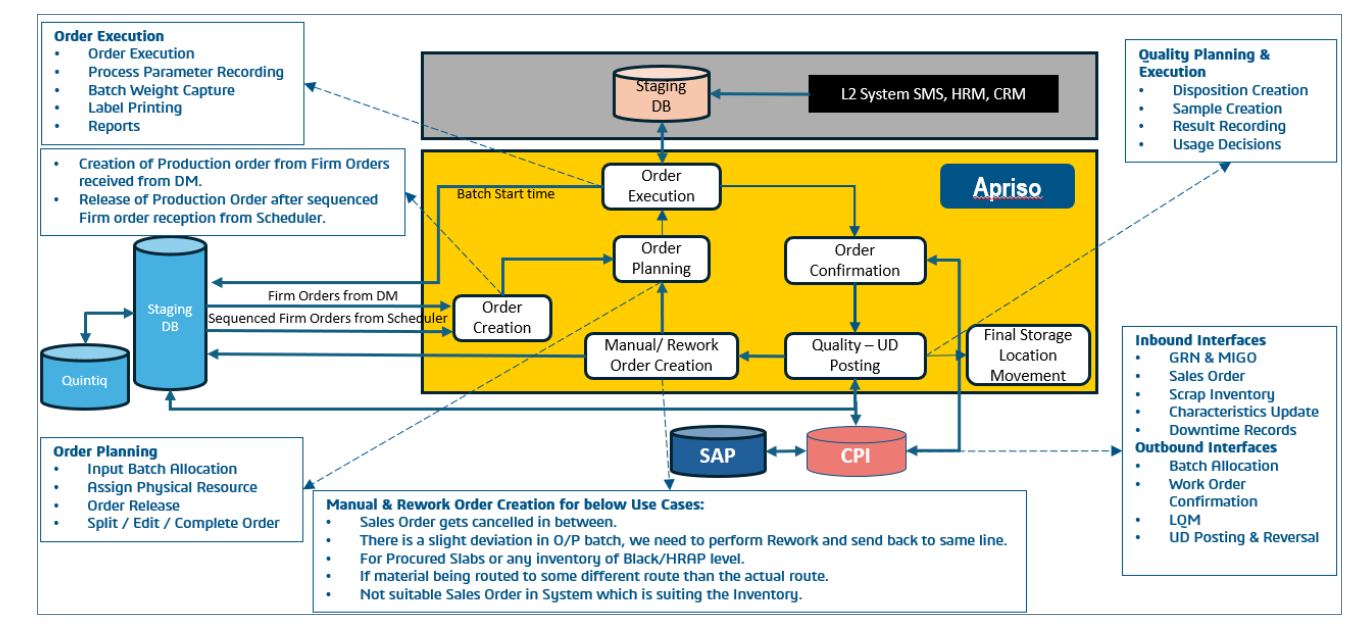 Order Execution
• Order Execution
• Process Parameter Recording
• Batch Weight Capture
• Label Printing
• Reports
• Creation of Production order from Firm Orders
received from DM.
• Release of Production Order after sequenced
Firm order reception from Scheduler.
Staging
DB
L2 System SMS, HRM, CRM
Quality Planning &
Execution
• Disposition Creation
• Sample Creation
• Result Recording
• Usage Decisions
Apriso
Order
Execution
Batch Start time
Order
Planning
Order
Confirmation
Staging
DB
Quintiq
Firm Orders from DM
Sequenced Firm Orders from Scheduler
Order
Creation
Manual/ Rework
Order Creation
Quality – UD
Posting
Final Storage
Location
Movement
SAP
CPI
Inbound Interfaces
• GRN & MIGO
• Sales Order
• Scrap Inventory
• Characteristics Update
• Downtime Records
Outbound Interfaces
• Batch Allocation
• Work Order
Confirmation
• LQM
• UD Posting & Reversal
Order Planning
• Input Batch Allocation
• Assign Physical Resource
• Order Release
• Split / Edit / Complete Order
Manual & Rework Order Creation for below Use Cases:
• Sales Order gets cancelled in between.
• There is a slight deviation in O/P batch, we need to perform Rework and send back to same line.
• For Procured Slabs or any inventory of Black/HRAP level.
• If material being routed to some different route than the actual route.
• Not suitable Sales Order in System which is suiting the Inventory.